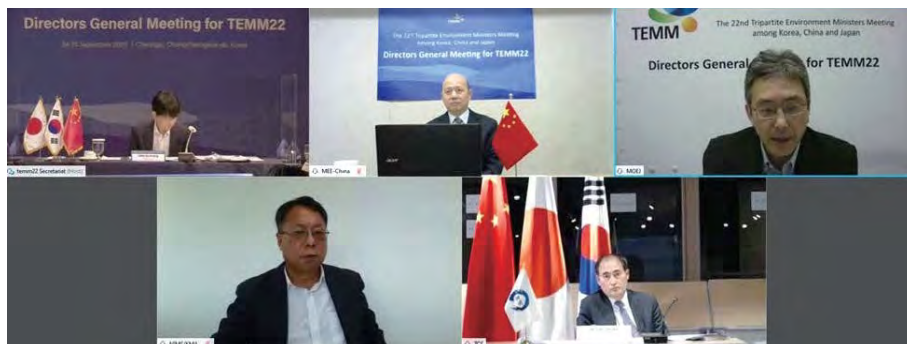 Directors General Meeting for TEMM22
The 22nd Tripartite Environment Ministers Meeting
among Korea, China and Japan
Directors General Meeting for TEMM22
TEMM
The 22nd Tripartite Environment Ministers Meeting
among Korea, China and Japan
Directors General Meeting for TEMM22
temm22 Secretariat (Host)
MEE-China
MOEJ
acer